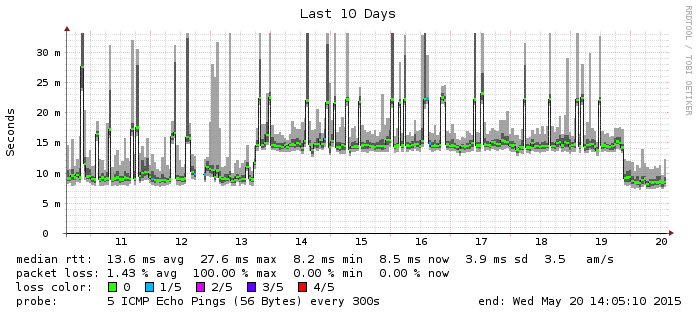 Last 10 Days
RRDTOOL / TOBI OETIKER
Seconds
30 m
25 m
20 m
15 m
10 m
5 m
0
11 12 13 14 15 16 17 18 19 20
median rtt: 13.6 ms avg 27.6 ms max 8.2 ms min 8.5 ms now 3.9 ms sd 3.5 am/s
packet loss: 1.43 % avg 100.00 % max 0.00 % min 0.00 % now
loss color: 0 1/5 2/5 3/5 4/5
probe: 5 ICMP Echo Pings (56 Bytes) every 300s end: Wed May 20 14:05:10 2015